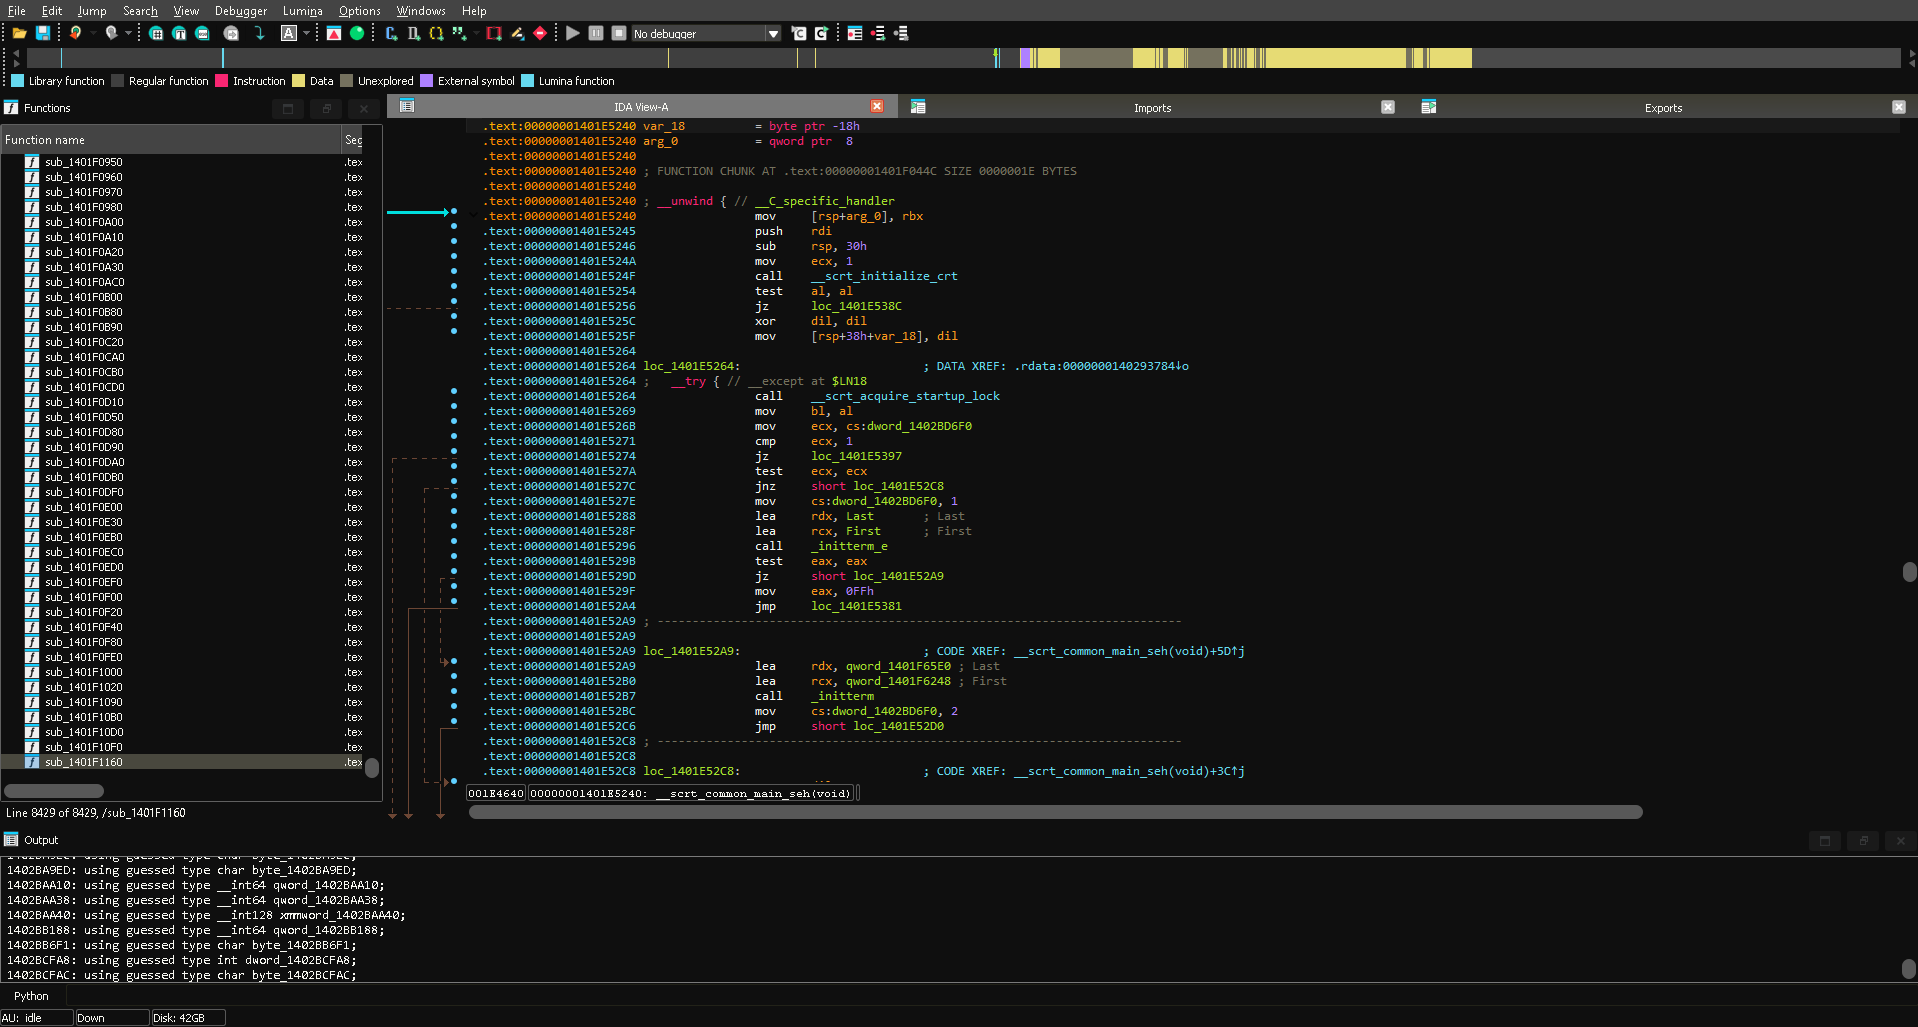 File Edit Jump Search View Debugger Lumina Options Windows Help
No debugger
Library function Regular function Instruction Data Unexplored External symbol Lumina function
Functions
IDA View-A Imports Exports
Function name Seg
sub_1401F0950 .tex
sub_1401F0960 .tex
sub_1401F0970 .tex
sub_1401F0980 .tex
sub_1401F0A00 .tex
sub_1401F0A10 .tex
sub_1401F0A20 .tex
sub_1401F0A30 .tex
sub_1401F0AC0 .tex
sub_1401F0B00 .tex
sub_1401F0B80 .tex
sub_1401F0B90 .tex
sub_1401F0C20 .tex
sub_1401F0CA0 .tex
sub_1401F0CB0 .tex
sub_1401F0CD0 .tex
sub_1401F0D10 .tex
sub_1401F0D50 .tex
sub_1401F0D80 .tex
sub_1401F0D90 .tex
sub_1401F0DA0 .tex
sub_1401F0DB0 .tex
sub_1401F0DF0 .tex
sub_1401F0E00 .tex
sub_1401F0E30 .tex
sub_1401F0EB0 .tex
sub_1401F0EC0 .tex
sub_1401F0ED0 .tex
sub_1401F0EF0 .tex
sub_1401F0F00 .tex
sub_1401F0F20 .tex
sub_1401F0F40 .tex
sub_1401F0F80 .tex
sub_1401F0FE0 .tex
sub_1401F1000 .tex
sub_1401F1020 .tex
sub_1401F1090 .tex
sub_1401F10B0 .tex
sub_1401F10D0 .tex
sub_1401F10F0 .tex
sub_1401F1160 .tex
Line 8429 of 8429, /sub_1401F1160
.text:00000001401E5240 var_18 = byte ptr -18h
.text:00000001401E5240 arg_0 = qword ptr 8
.text:00000001401E5240
.text:00000001401E5240 ; FUNCTION CHUNK AT .text:00000001401F044C SIZE 0000001E BYTES
.text:00000001401E5240
.text:00000001401E5240 ; __unwind { // __C_specific_handler
.text:00000001401E5240 mov [rsp+arg_0], rbx
.text:00000001401E5245 push rdi
.text:00000001401E5246 sub rsp, 30h
.text:00000001401E524A mov ecx, 1
.text:00000001401E524F call __scrt_initialize_crt
.text:00000001401E5254 test al, al
.text:00000001401E5256 jz loc_1401E538C
.text:00000001401E525C xor dil, dil
.text:00000001401E525F mov [rsp+38h+var_18], dil
.text:00000001401E5264
.text:00000001401E5264 loc_1401E5264: ; DATA XREF: .rdata:0000000140293784↓o
.text:00000001401E5264 ; __try { // __except at $LN18
.text:00000001401E5264 call __scrt_acquire_startup_lock
.text:00000001401E5269 mov bl, al
.text:00000001401E526B mov ecx, cs:dword_1402BD6F0
.text:00000001401E5271 cmp ecx, 1
.text:00000001401E5274 jz loc_1401E5397
.text:00000001401E527A test ecx, ecx
.text:00000001401E527C jnz short loc_1401E52C8
.text:00000001401E527E mov cs:dword_1402BD6F0, 1
.text:00000001401E5288 lea rdx, Last ; Last
.text:00000001401E528F lea rcx, First ; First
.text:00000001401E5296 call _initterm_e
.text:00000001401E529B test eax, eax
.text:00000001401E529D jz short loc_1401E52A9
.text:00000001401E529F mov eax, 0FFh
.text:00000001401E52A4 jmp loc_1401E5381
.text:00000001401E52A9 ; ---------------------------------------------------------------------------
.text:00000001401E52A9
.text:00000001401E52A9 loc_1401E52A9: ; CODE XREF: __scrt_common_main_seh(void)+5D↑j
.text:00000001401E52A9 lea rdx, qword_1401F65E0 ; Last
.text:00000001401E52B0 lea rcx, qword_1401F6248 ; First
.text:00000001401E52B7 call _initterm
.text:00000001401E52BC mov cs:dword_1402BD6F0, 2
.text:00000001401E52C6 jmp short loc_1401E52D0
.text:00000001401E52C8 ; ---------------------------------------------------------------------------
.text:00000001401E52C8
.text:00000001401E52C8 loc_1401E52C8: ; CODE XREF: __scrt_common_main_seh(void)+3C↑j
001E4640 00000001401E5240: __scrt_common_main_seh(void)
Output
1402BA9ED: using guessed type char byte_1402BA9ED;
1402BAA10: using guessed type __int64 qword_1402BAA10;
1402BAA38: using guessed type __int64 qword_1402BAA38;
1402BAA40: using guessed type __int128 xmmword_1402BAA40;
1402BB188: using guessed type __int64 qword_1402BB188;
1402BB6F1: using guessed type char byte_1402BB6F1;
1402BCFA8: using guessed type int dword_1402BCFA8;
1402BCFAC: using guessed type char byte_1402BCFAC;
Python
AU: idle Down Disk: 42GB